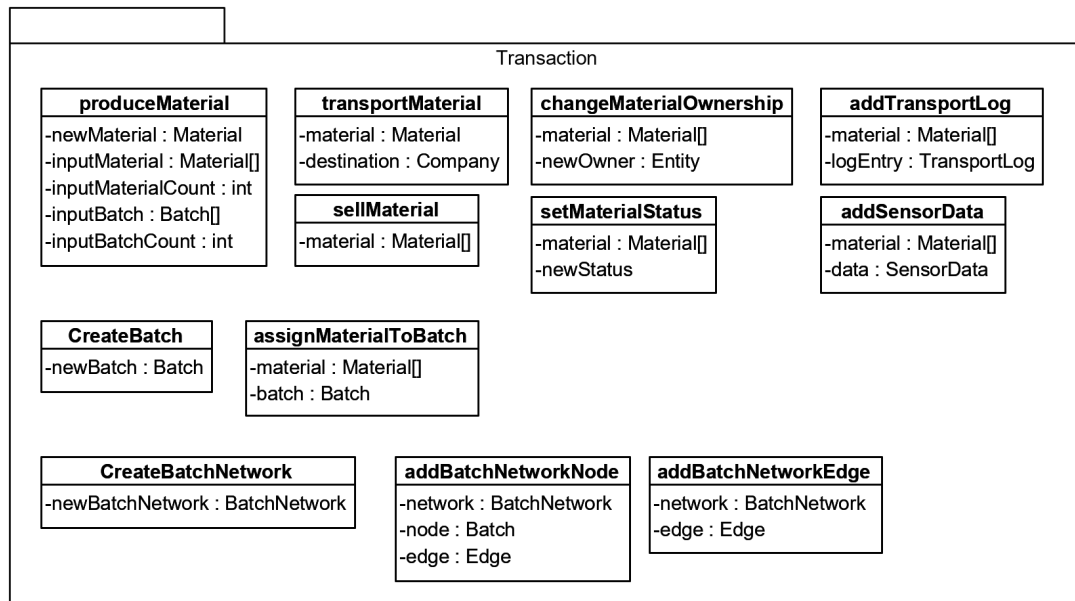 Transaction
produceMaterial
-newMaterial : Material
-inputMaterial : Material[]
-inputMaterialCount : int
-inputBatch : Batch[]
-inputBatchCount : int
transportMaterial
-material : Material
-destination : Company
changeMaterialOwnership
-material : Material[]
-newOwner : Entity
addTransportLog
-material : Material[]
-logEntry : TransportLog
sellMaterial
-material : Material[]
setMaterialStatus
-material : Material[]
-newStatus
addSensorData
-material : Material[]
-data : SensorData
CreateBatch
-newBatch : Batch
assignMaterialToBatch
-material : Material[]
-batch : Batch
CreateBatchNetwork
-newBatchNetwork : BatchNetwork
addBatchNetworkNode
-network : BatchNetwork
-node : Batch
-edge : Edge
addBatchNetworkEdge
-network : BatchNetwork
-edge : Edge